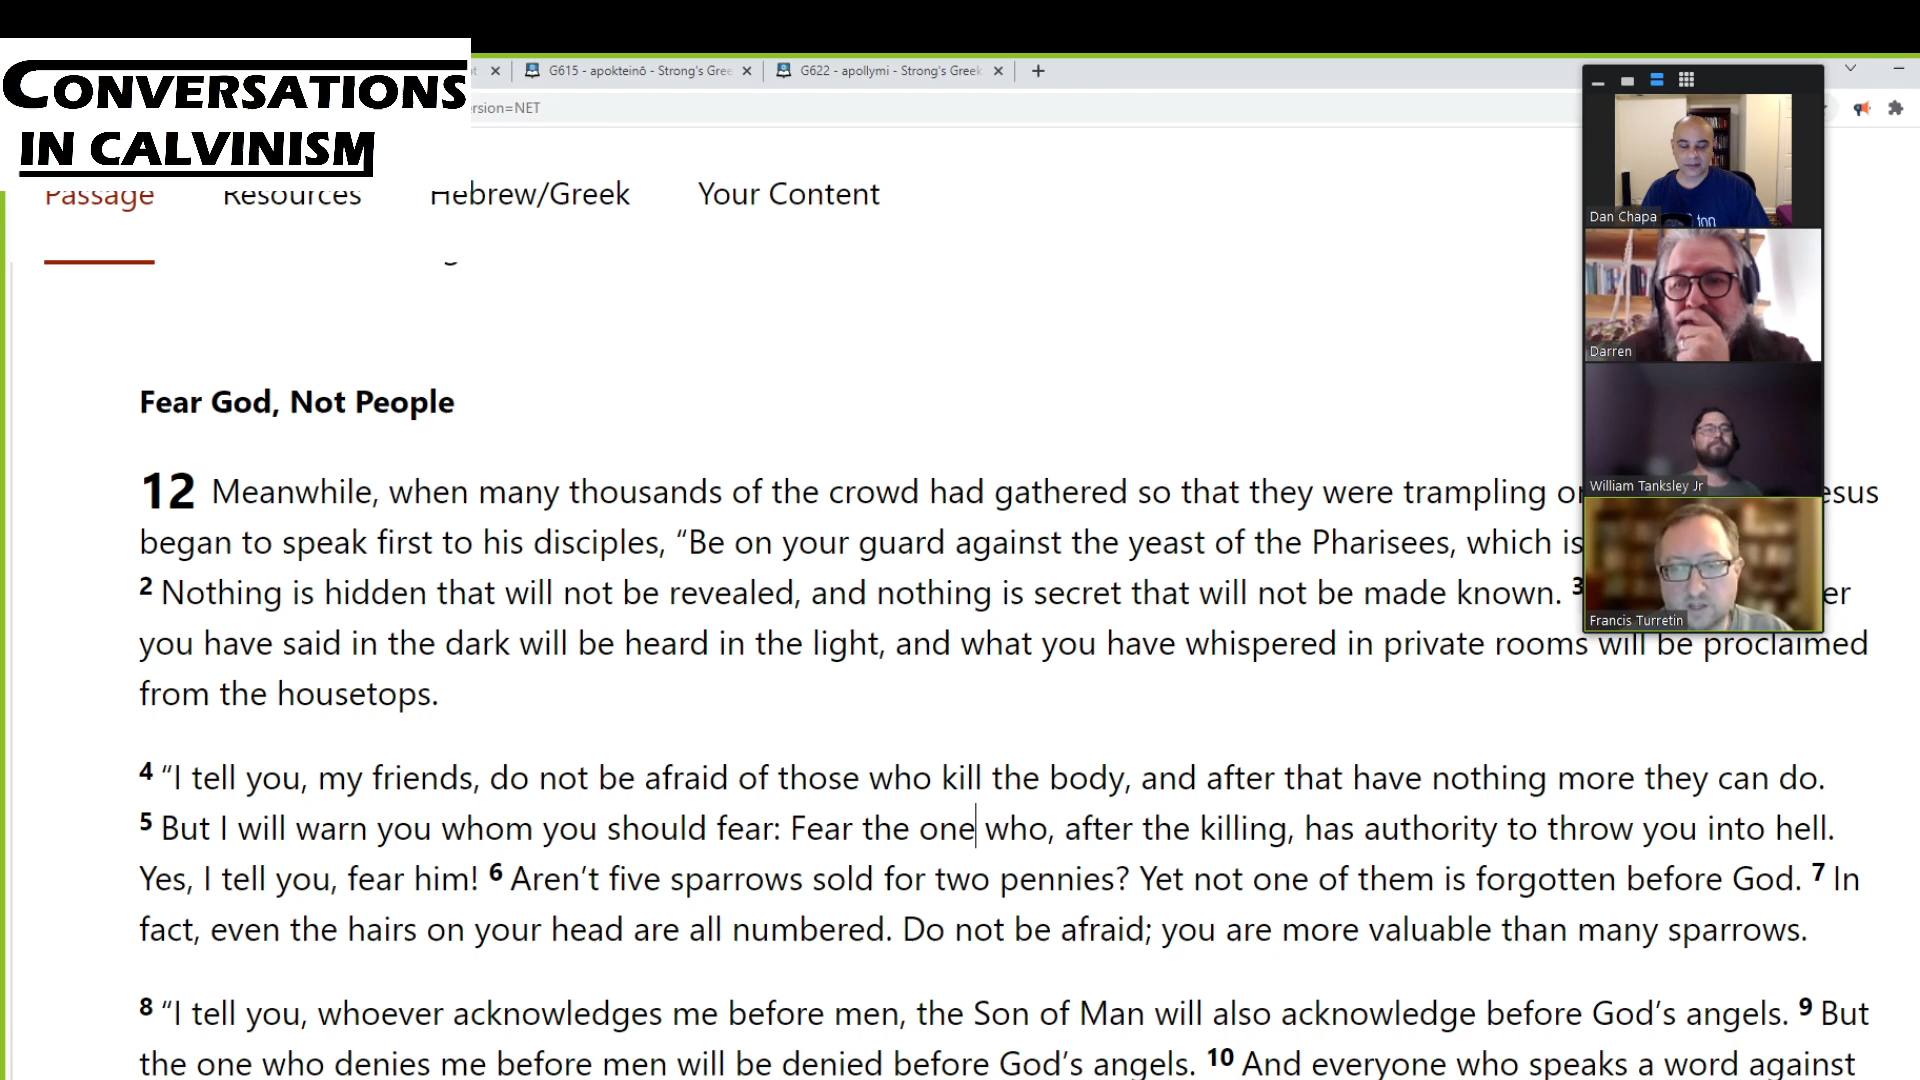 CONVERSATIONS
IN CALVINISM
G615 - apokteinō - Strong's Gree
G622 - apollymi - Strong's Greek
rsion=NET
Passage
Resources
Hebrew/Greek
Your Content
Fear God, Not People
12 Meanwhile, when many thousands of the crowd had gathered so that they were trampling esus
began to speak first to his disciples, “Be on your guard against the yeast of the Pharisees, which is
2 Nothing is hidden that will not be revealed, and nothing is secret that will not be made known. 3 er
you have said in the dark will be heard in the light, and what you have whispered in private rooms will be proclaimed
from the housetops.
4 “I tell you, my friends, do not be afraid of those who kill the body, and after that have nothing more they can do.
5 But I will warn you whom you should fear: Fear the one who, after the killing, has authority to throw you into hell.
Yes, I tell you, fear him! 6 Aren’t five sparrows sold for two pennies? Yet not one of them is forgotten before God. 7 In
fact, even the hairs on your head are all numbered. Do not be afraid; you are more valuable than many sparrows.
8 “I tell you, whoever acknowledges me before men, the Son of Man will also acknowledge before God’s angels. 9 But
the one who denies me before men will be denied before God’s angels. 10 And everyone who speaks a word against
Dan Chapa
Darren
William Tanksley Jr
Francis Turretin